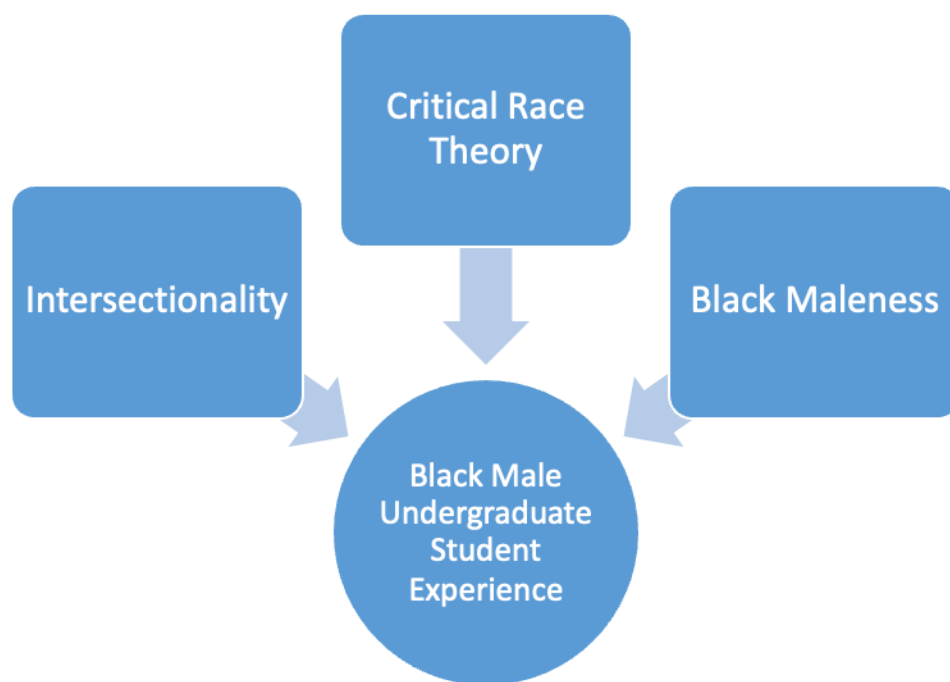 Critical Race
Theory
Intersectionality
Black Maleness
Black Male
Undergraduate
Student
Experience